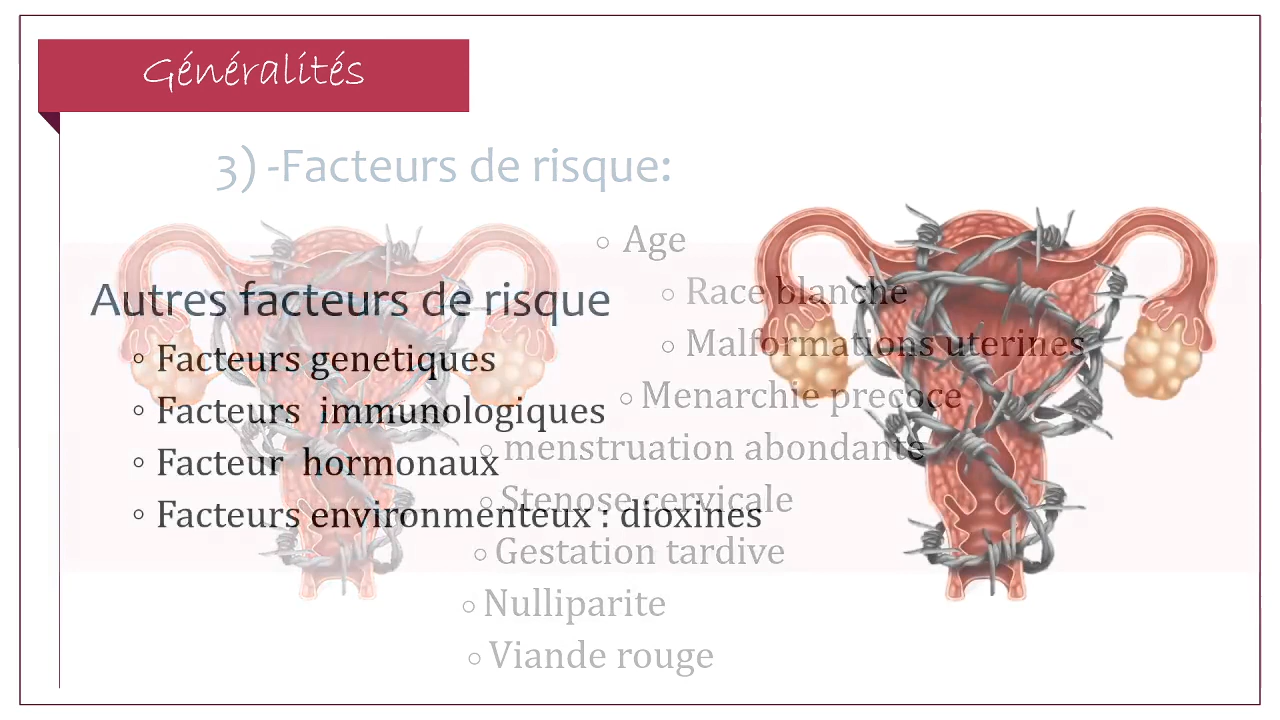 Généralités
3) -Facteurs de risque:
Age
Race blanche
Malformations uterines
Menarchie precoce
menstruation abondante
Stenose cervicale
Gestation tardive
Nulliparite
Viande rouge
Autres facteurs de risque
Facteurs genetiques
Facteurs immunologiques
Facteur hormonaux
Facteurs environmenteux : dioxines